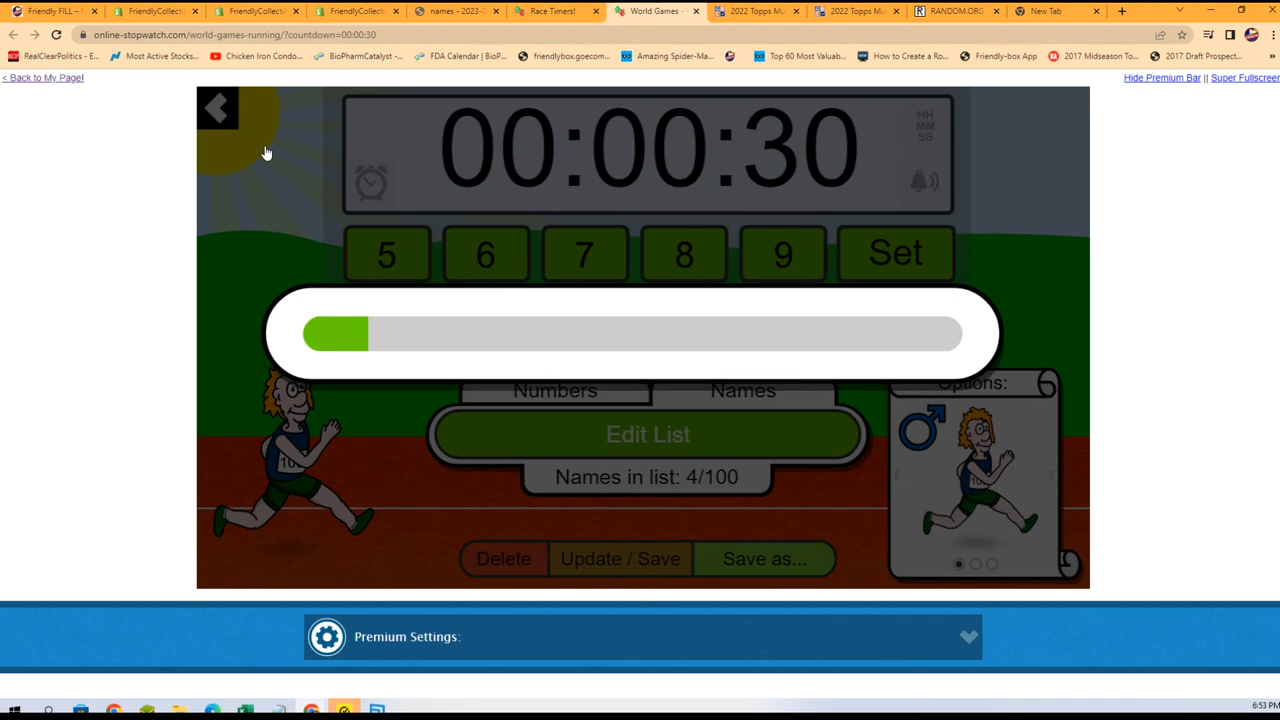 Friendly FILL – F
FriendlyCollecti
FriendlyCollecti
FriendlyCollecti
names - 2023-
Race Timers!
World Games -
2022 Topps Mu
2022 Topps Mu
RANDOM.ORG
New Tab
online-stopwatch.com/world-games-running/?countdown=00:00:30
RealClearPolitics - E...
Most Active Stocks...
Chicken Iron Condo...
BioPharmCatalyst -...
FDA Calendar | BioP...
friendlybox.goecom...
Amazing Spider-Ma...
Top 60 Most Valuab...
How to Create a Ro...
Friendly-box App
2017 Midseason To...
2017 Draft Prospect...
»
< Back to My Page!
Hide Premium Bar || Super Fullscreen
00:00:30
HH
MM
SS
5 6 7 8 9 Set
Numbers Names
Options:
Edit List
Names in list: 4/100
Delete Update / Save Save as...
Premium Settings:
6:53 PM